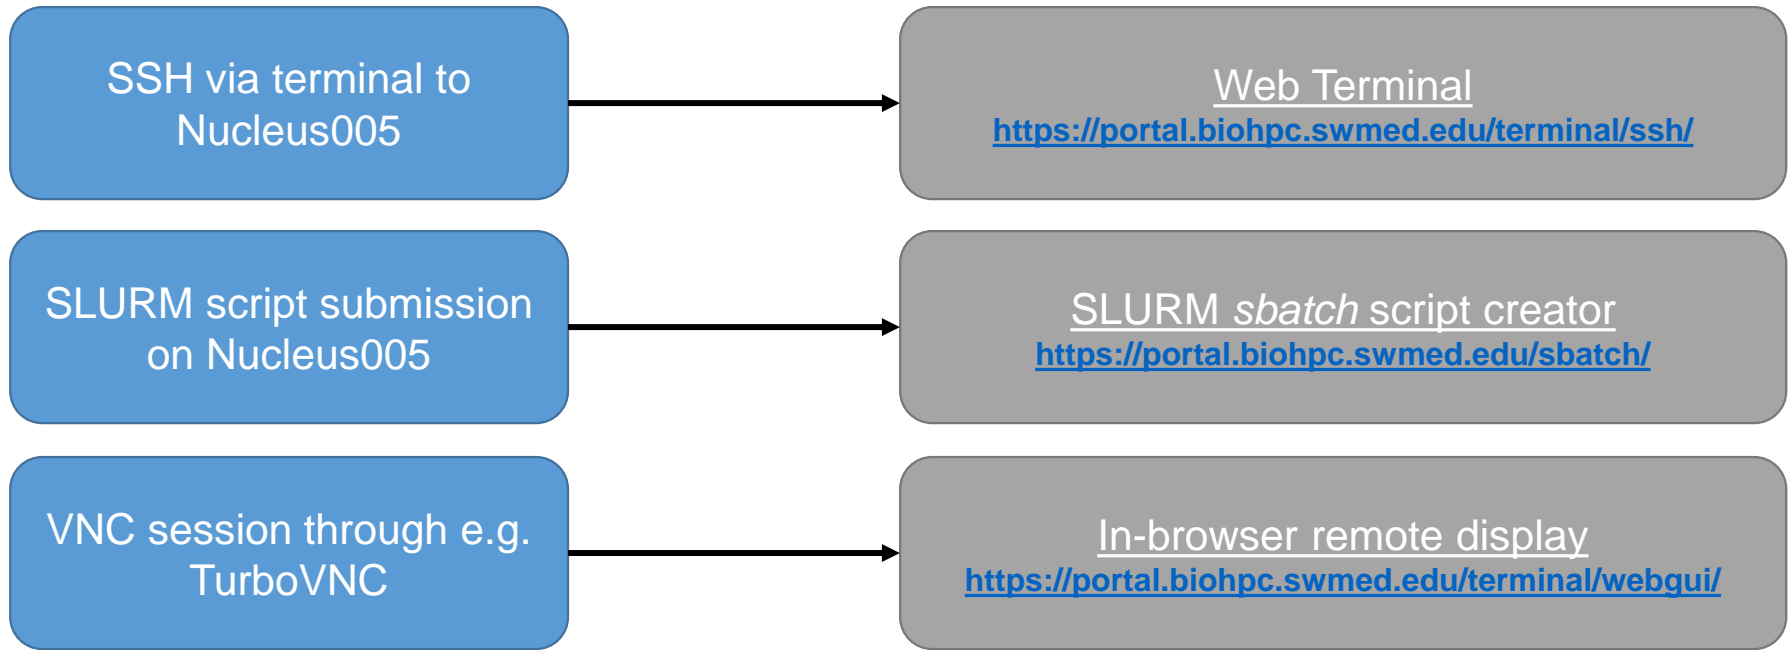 SSH via terminal to
Nucleus005
Web Terminal
https://portal.biohpc.swmed.edu/terminal/ssh/
SLURM script submission
on Nucleus005
SLURM sbatch script creator
https://portal.biohpc.swmed.edu/sbatch/
VNC session through e.g.
TurboVNC
In-browser remote display
https://portal.biohpc.swmed.edu/terminal/webgui/